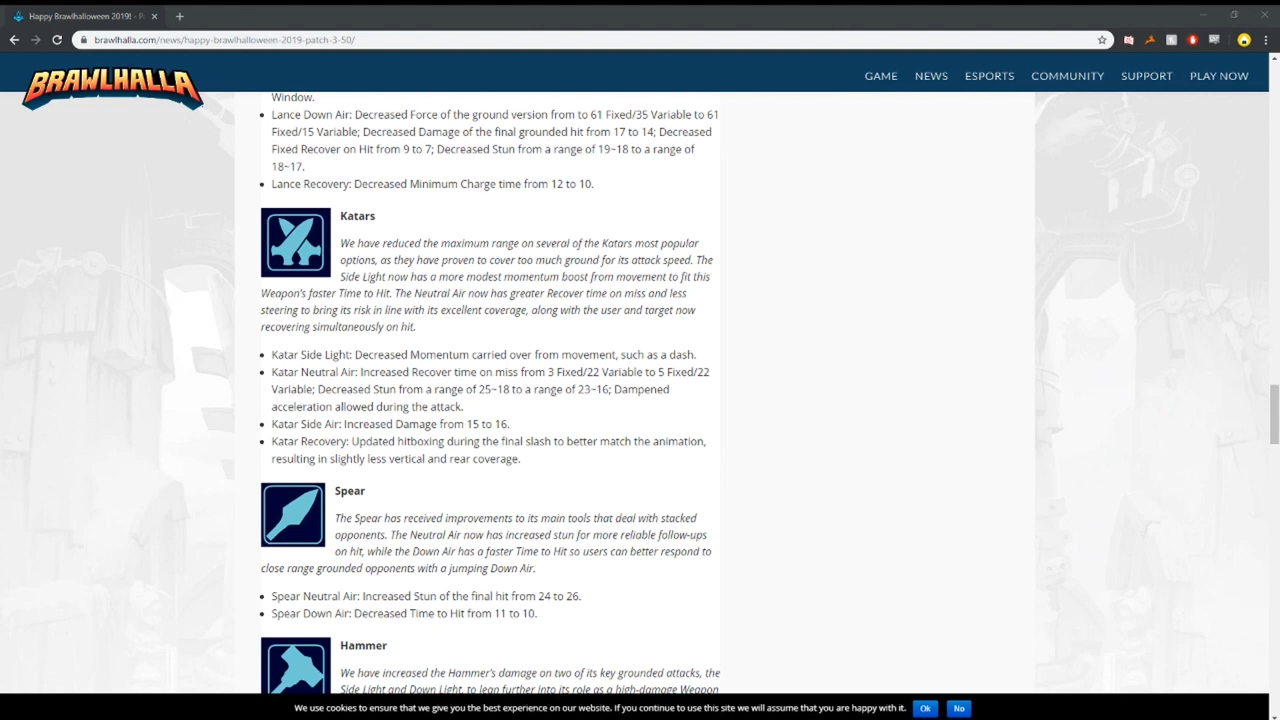 Happy Brawlhalloween 2019! - P
brawlhalla.com/news/happy-brawlhalloween-2019-patch-3-50/
BRAWLHALLA
GAME NEWS ESPORTS COMMUNITY SUPPORT PLAY NOW
Window.
• Lance Down Air: Decreased Force of the ground version from to 61 Fixed/35 Variable to 61
Fixed/15 Variable; Decreased Damage of the final grounded hit from 17 to 14; Decreased
Fixed Recover on Hit from 9 to 7; Decreased Stun from a range of 19~18 to a range of
18~17.
• Lance Recovery: Decreased Minimum Charge time from 12 to 10.
Katars
We have reduced the maximum range on several of the Katars most popular
options, as they have proven to cover too much ground for its attack speed. The
Side Light now has a more modest momentum boost from movement to fit this
Weapon's faster Time to Hit. The Neutral Air now has greater Recover time on miss and less
steering to bring its risk in line with its excellent coverage, along with the user and target now
recovering simultaneously on hit.
• Katar Side Light: Decreased Momentum carried over from movement, such as a dash.
• Katar Neutral Air: Increased Recover time on miss from 3 Fixed/22 Variable to 5 Fixed/22
Variable; Decreased Stun from a range of 25~18 to a range of 23~16; Dampened
acceleration allowed during the attack.
• Katar Side Air: Increased Damage from 15 to 16.
• Katar Recovery: Updated hitboxing during the final slash to better match the animation,
resulting in slightly less vertical and rear coverage.
Spear
The Spear has received improvements to its main tools that deal with stacked
opponents. The Neutral Air now has increased stun for more reliable follow-ups
on hit, while the Down Air has a faster Time to Hit so users can better respond to
close range grounded opponents with a jumping Down Air.
• Spear Neutral Air: Increased Stun of the final hit from 24 to 26.
• Spear Down Air: Decreased Time to Hit from 11 to 10.
Hammer
We have increased the Hammer's damage on two of its key grounded attacks, the
Side Light and Down Light, to lean further into its role as a high-damage Weapon
We use cookies to ensure that we give you the best experience on our website. If you continue to use this site we will assume that you are happy with it. Ok No